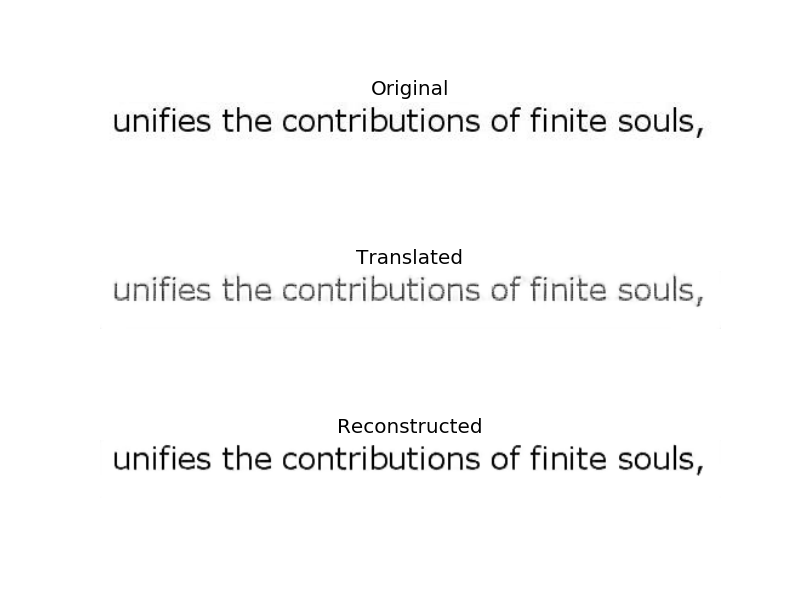 Original
unifies the contributions of finite souls,
Translated
unifies the contributions of finite souls,
Reconstructed
unifies the contributions of finite souls,